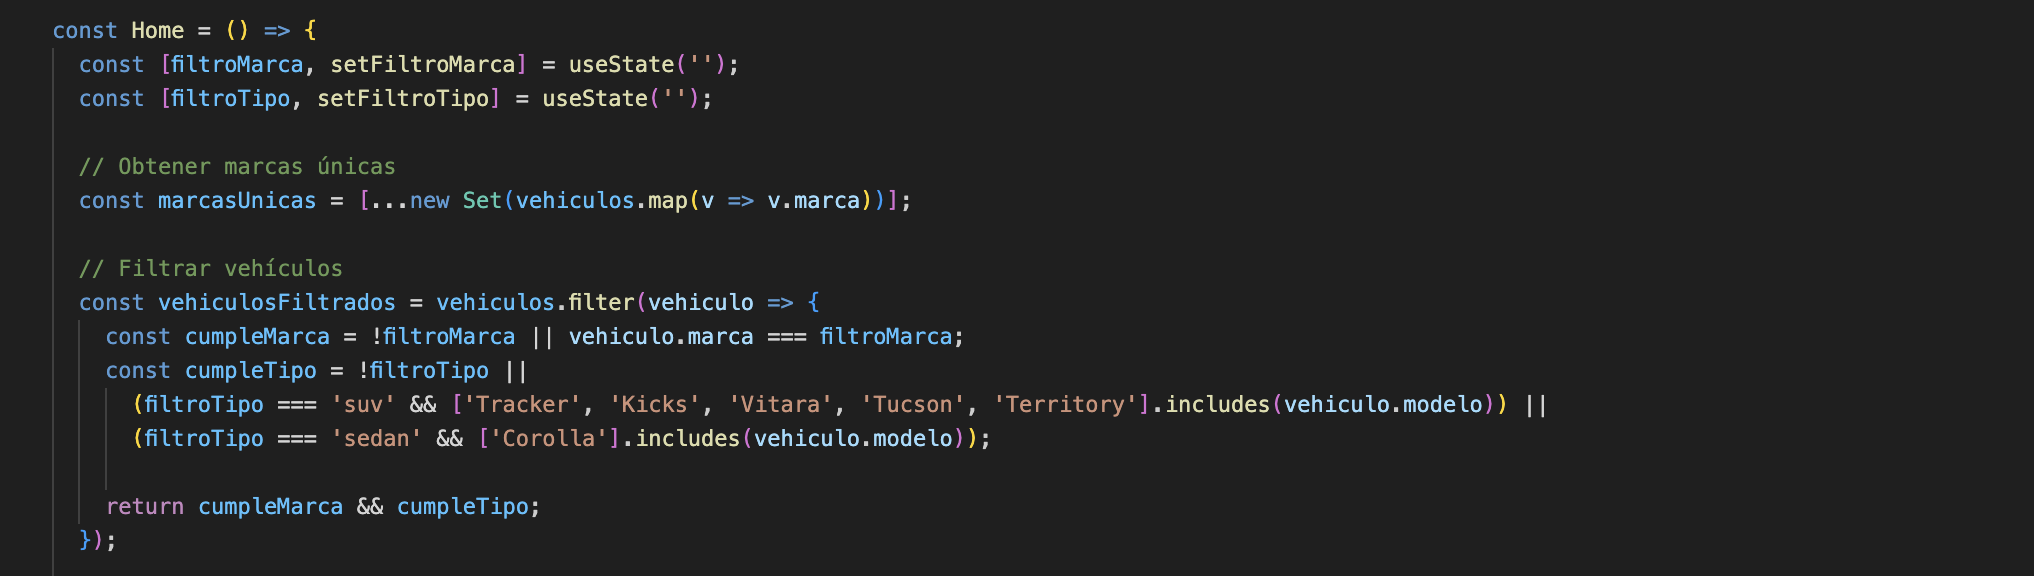 const Home = () => {
const [filtroMarca, setFiltroMarca] = useState('');
const [filtroTipo, setFiltroTipo] = useState('');
// Obtener marcas únicas
const marcasUnicas = [...new Set(vehiculos.map(v => v.marca))];
// Filtrar vehículos
const vehiculosFiltrados = vehiculos.filter(vehiculo => {
const cumpleMarca = !filtroMarca || vehiculo.marca === filtroMarca;
const cumpleTipo = !filtroTipo ||
(filtroTipo === 'suv' && ['Tracker', 'Kicks', 'Vitara', 'Tucson', 'Territory'].includes(vehiculo.modelo)) ||
(filtroTipo === 'sedan' && ['Corolla'].includes(vehiculo.modelo));
return cumpleMarca && cumpleTipo;
});